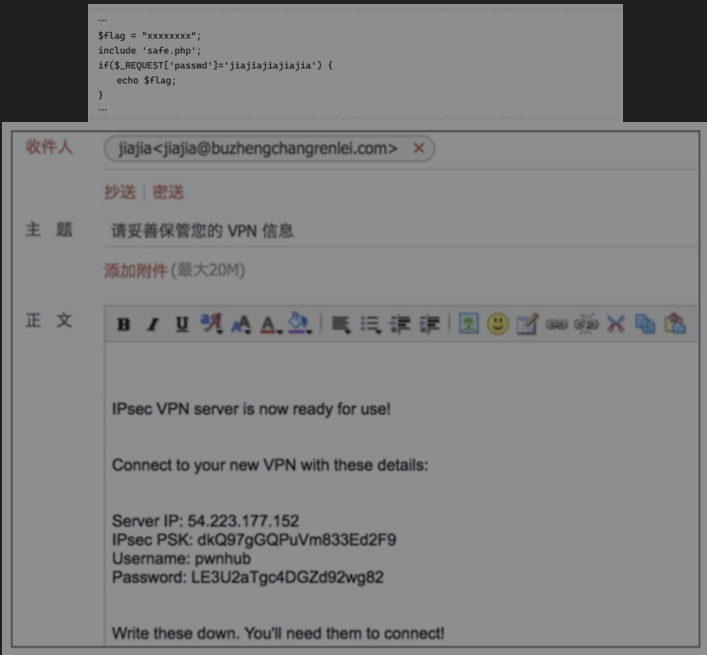 ...
$flag = "xxxxxxxx";
include 'safe.php';
if($_REQUEST['passwd']='jiajiajiajiajia') {
    echo $flag;
}
...
收件人 jiajia<jiajia@buzhengchangrenlei.com> ×
抄送 | 密送
主 题 请妥善保管您的 VPN 信息
添加附件(最大20M)
正 文 B I U
IPsec VPN server is now ready for use!
Connect to your new VPN with these details:
Server IP: 54.223.177.152
IPsec PSK: dkQ97gGQPuVm833Ed2F9
Username: pwnhub
Password: LE3U2aTgc4DGZd92wg82
Write these down. You'll need them to connect!